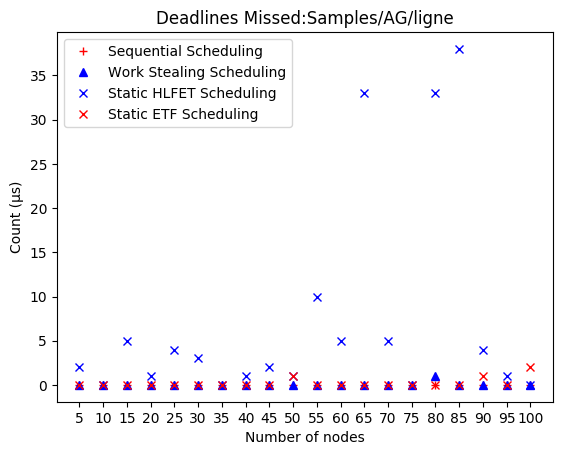 Deadlines Missed:Samples/AG/ligne
Sequential Scheduling
Work Stealing Scheduling
Static HLFET Scheduling
Static ETF Scheduling
Count (µs)
35
30
25
20
15
10
5
0
5 10 15 20 25 30 35 40 45 50 55 60 65 70 75 80 85 90 95 100
Number of nodes